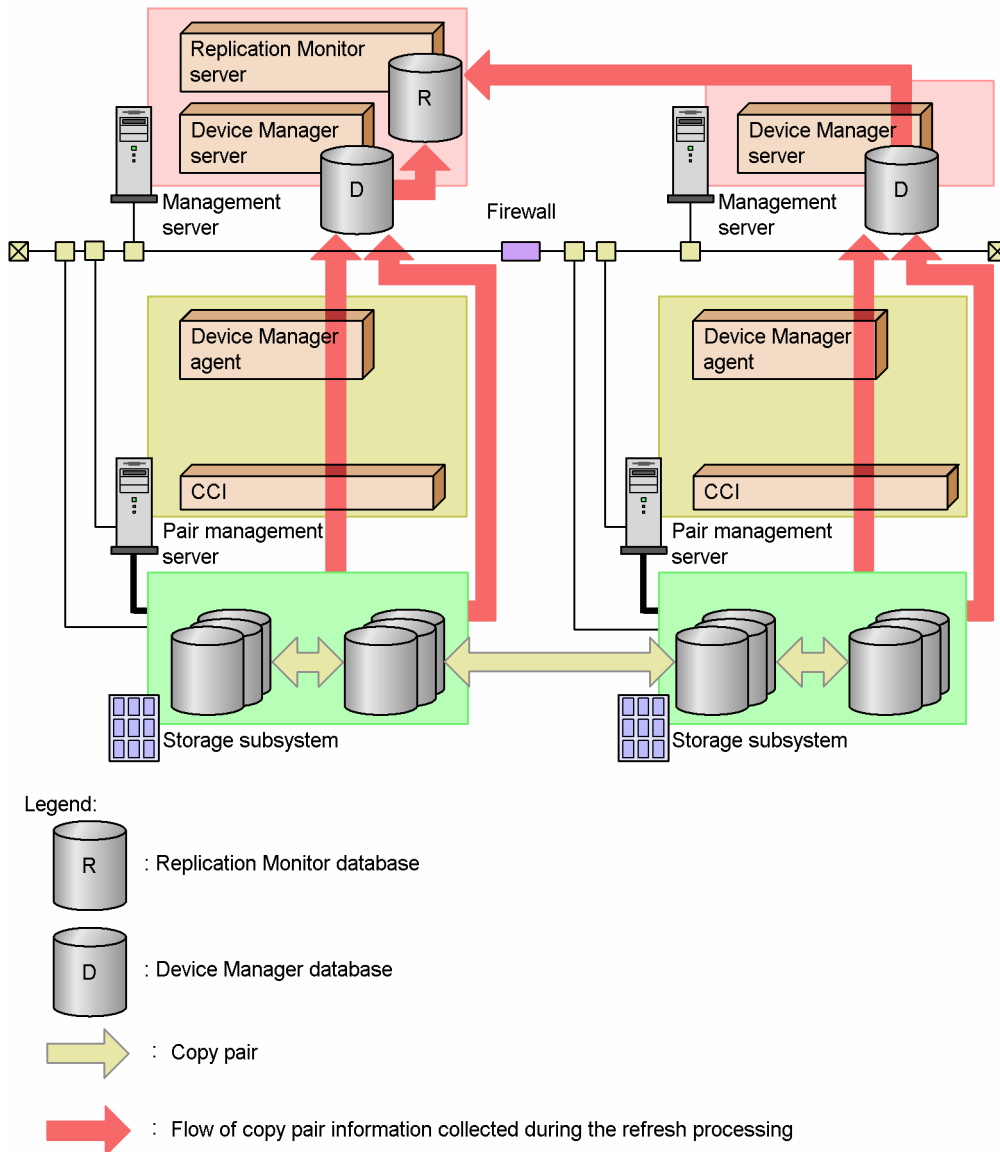 Replication Monitor
server
R
Device Manager
server
D
Management
server
Firewall
Device Manager
server
D
Management
server
Device Manager
agent
CCI
Pair management
server
Device Manager
agent
CCI
Pair management
server
Storage subsystem
Storage subsystem
Legend:
R
: Replication Monitor database
D
: Device Manager database
: Copy pair
: Flow of copy pair information collected during the refresh processing